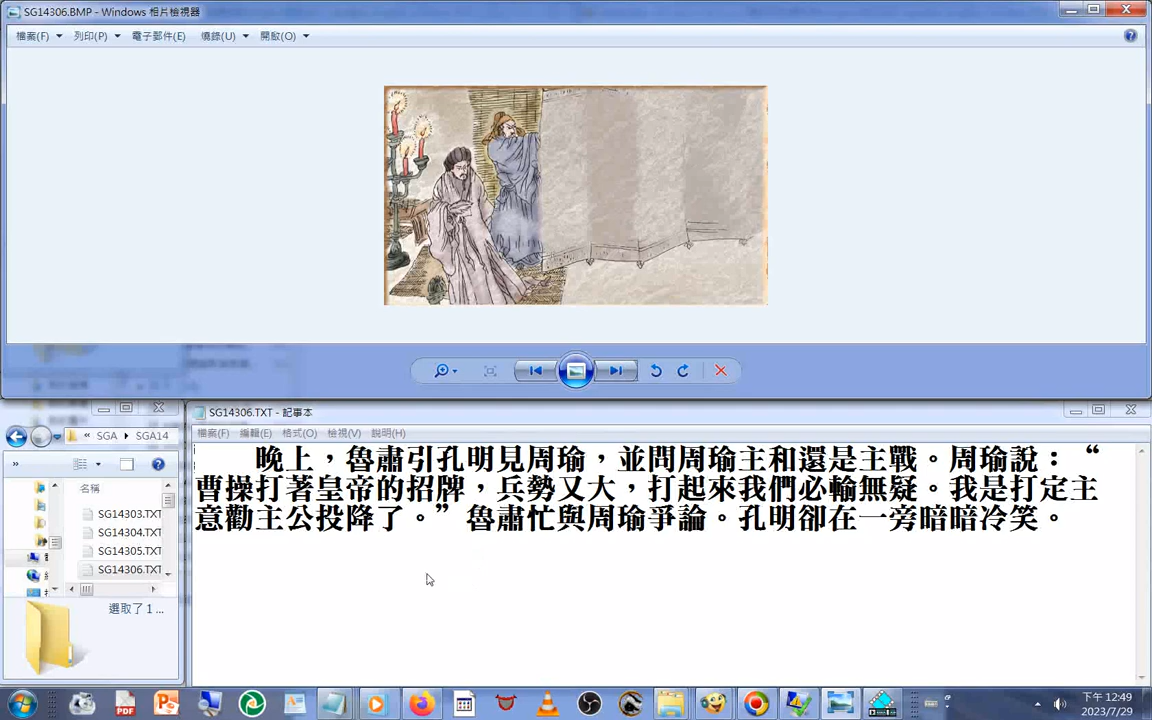 SG14306.BMP - Windows 相片檢視器
檔案(F) 列印(P) 電子郵件(E) 燒錄(U) 開啟(O)
SG14306.TXT - 記事本
檔案(F) 編輯(E) 格式(O) 檢視(V) 說明(H)
晚上，魯肅引孔明見周瑜，並問周瑜主和還是主戰。周瑜說：“
曹操打著皇帝的招牌，兵勢又大，打起來我們必輸無疑。我是打定主
意勸主公投降了。”魯肅忙與周瑜爭論。孔明卻在一旁暗暗冷笑。
« SGA ▸ SGA14
»
名稱
SG14303.TXT
SG14304.TXT
SG14305.TXT
SG14306.TXT
選取了 1 ...
PDF
下午 12:49
2023/7/29